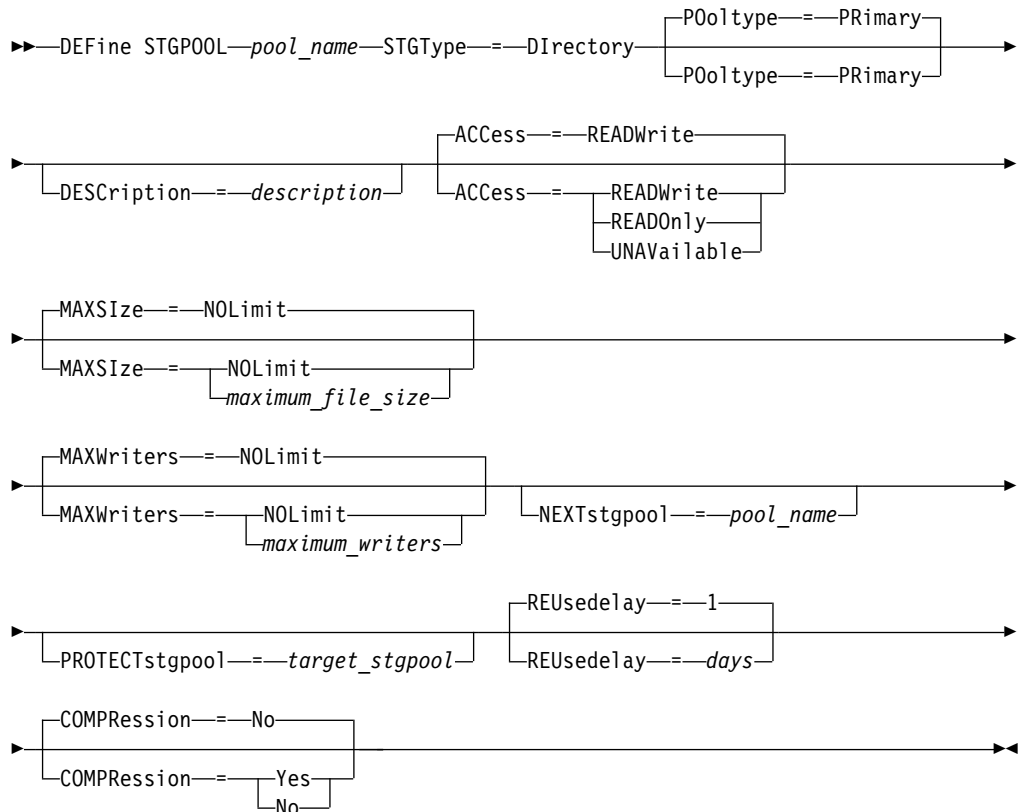 POoltype = PRimary
DEFine STGPOOL pool_name STGType = DIrectory
POoltype = PRimary
ACCess = READWrite
DESCription = description
ACCess = READWrite
READOnly
UNAVailable
MAXSIze = NOLimit
MAXSIze = NOLimit
maximum_file_size
MAXWriters = NOLimit
MAXWriters = NOLimit
maximum_writers
NEXTstgpool = pool_name
REUsedelay = 1
PROTECTstgpool = target_stgpool
REUsedelay = days
COMPRession = No
COMPRession = Yes
No